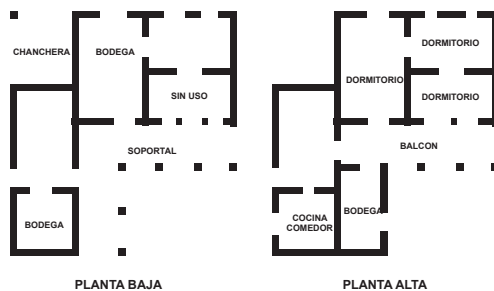 CHANCHERA
BODEGA
SIN USO
SOPORTAL
BODEGA
PLANTA BAJA
DORMITORIO
DORMITORIO
DORMITORIO
BALCON
BODEGA
COCINA
COMEDOR
PLANTA ALTA